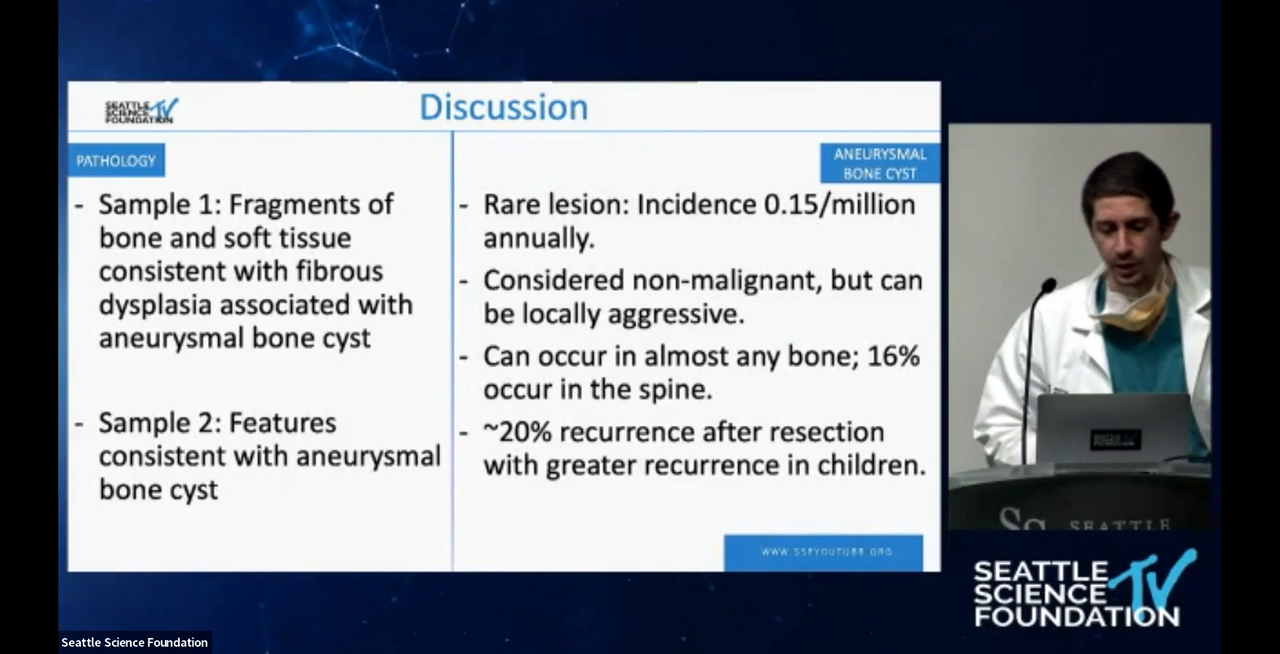 SEATTLE
SCIENCE
FOUNDATION
TV
Discussion
PATHOLOGY
- Sample 1: Fragments of
bone and soft tissue
consistent with fibrous
dysplasia associated with
aneurysmal bone cyst
- Sample 2: Features
consistent with aneurysmal
bone cyst
ANEURYSMAL
BONE CYST
- Rare lesion: Incidence 0.15/million
annually.
- Considered non-malignant, but can
be locally aggressive.
- Can occur in almost any bone; 16%
occur in the spine.
- ~20% recurrence after resection
with greater recurrence in children.
WWW.SSFYOUTUBE.ORG
SEATTLE
SEATTLE
SCIENCE
FOUNDATION
TV
Seattle Science Foundation